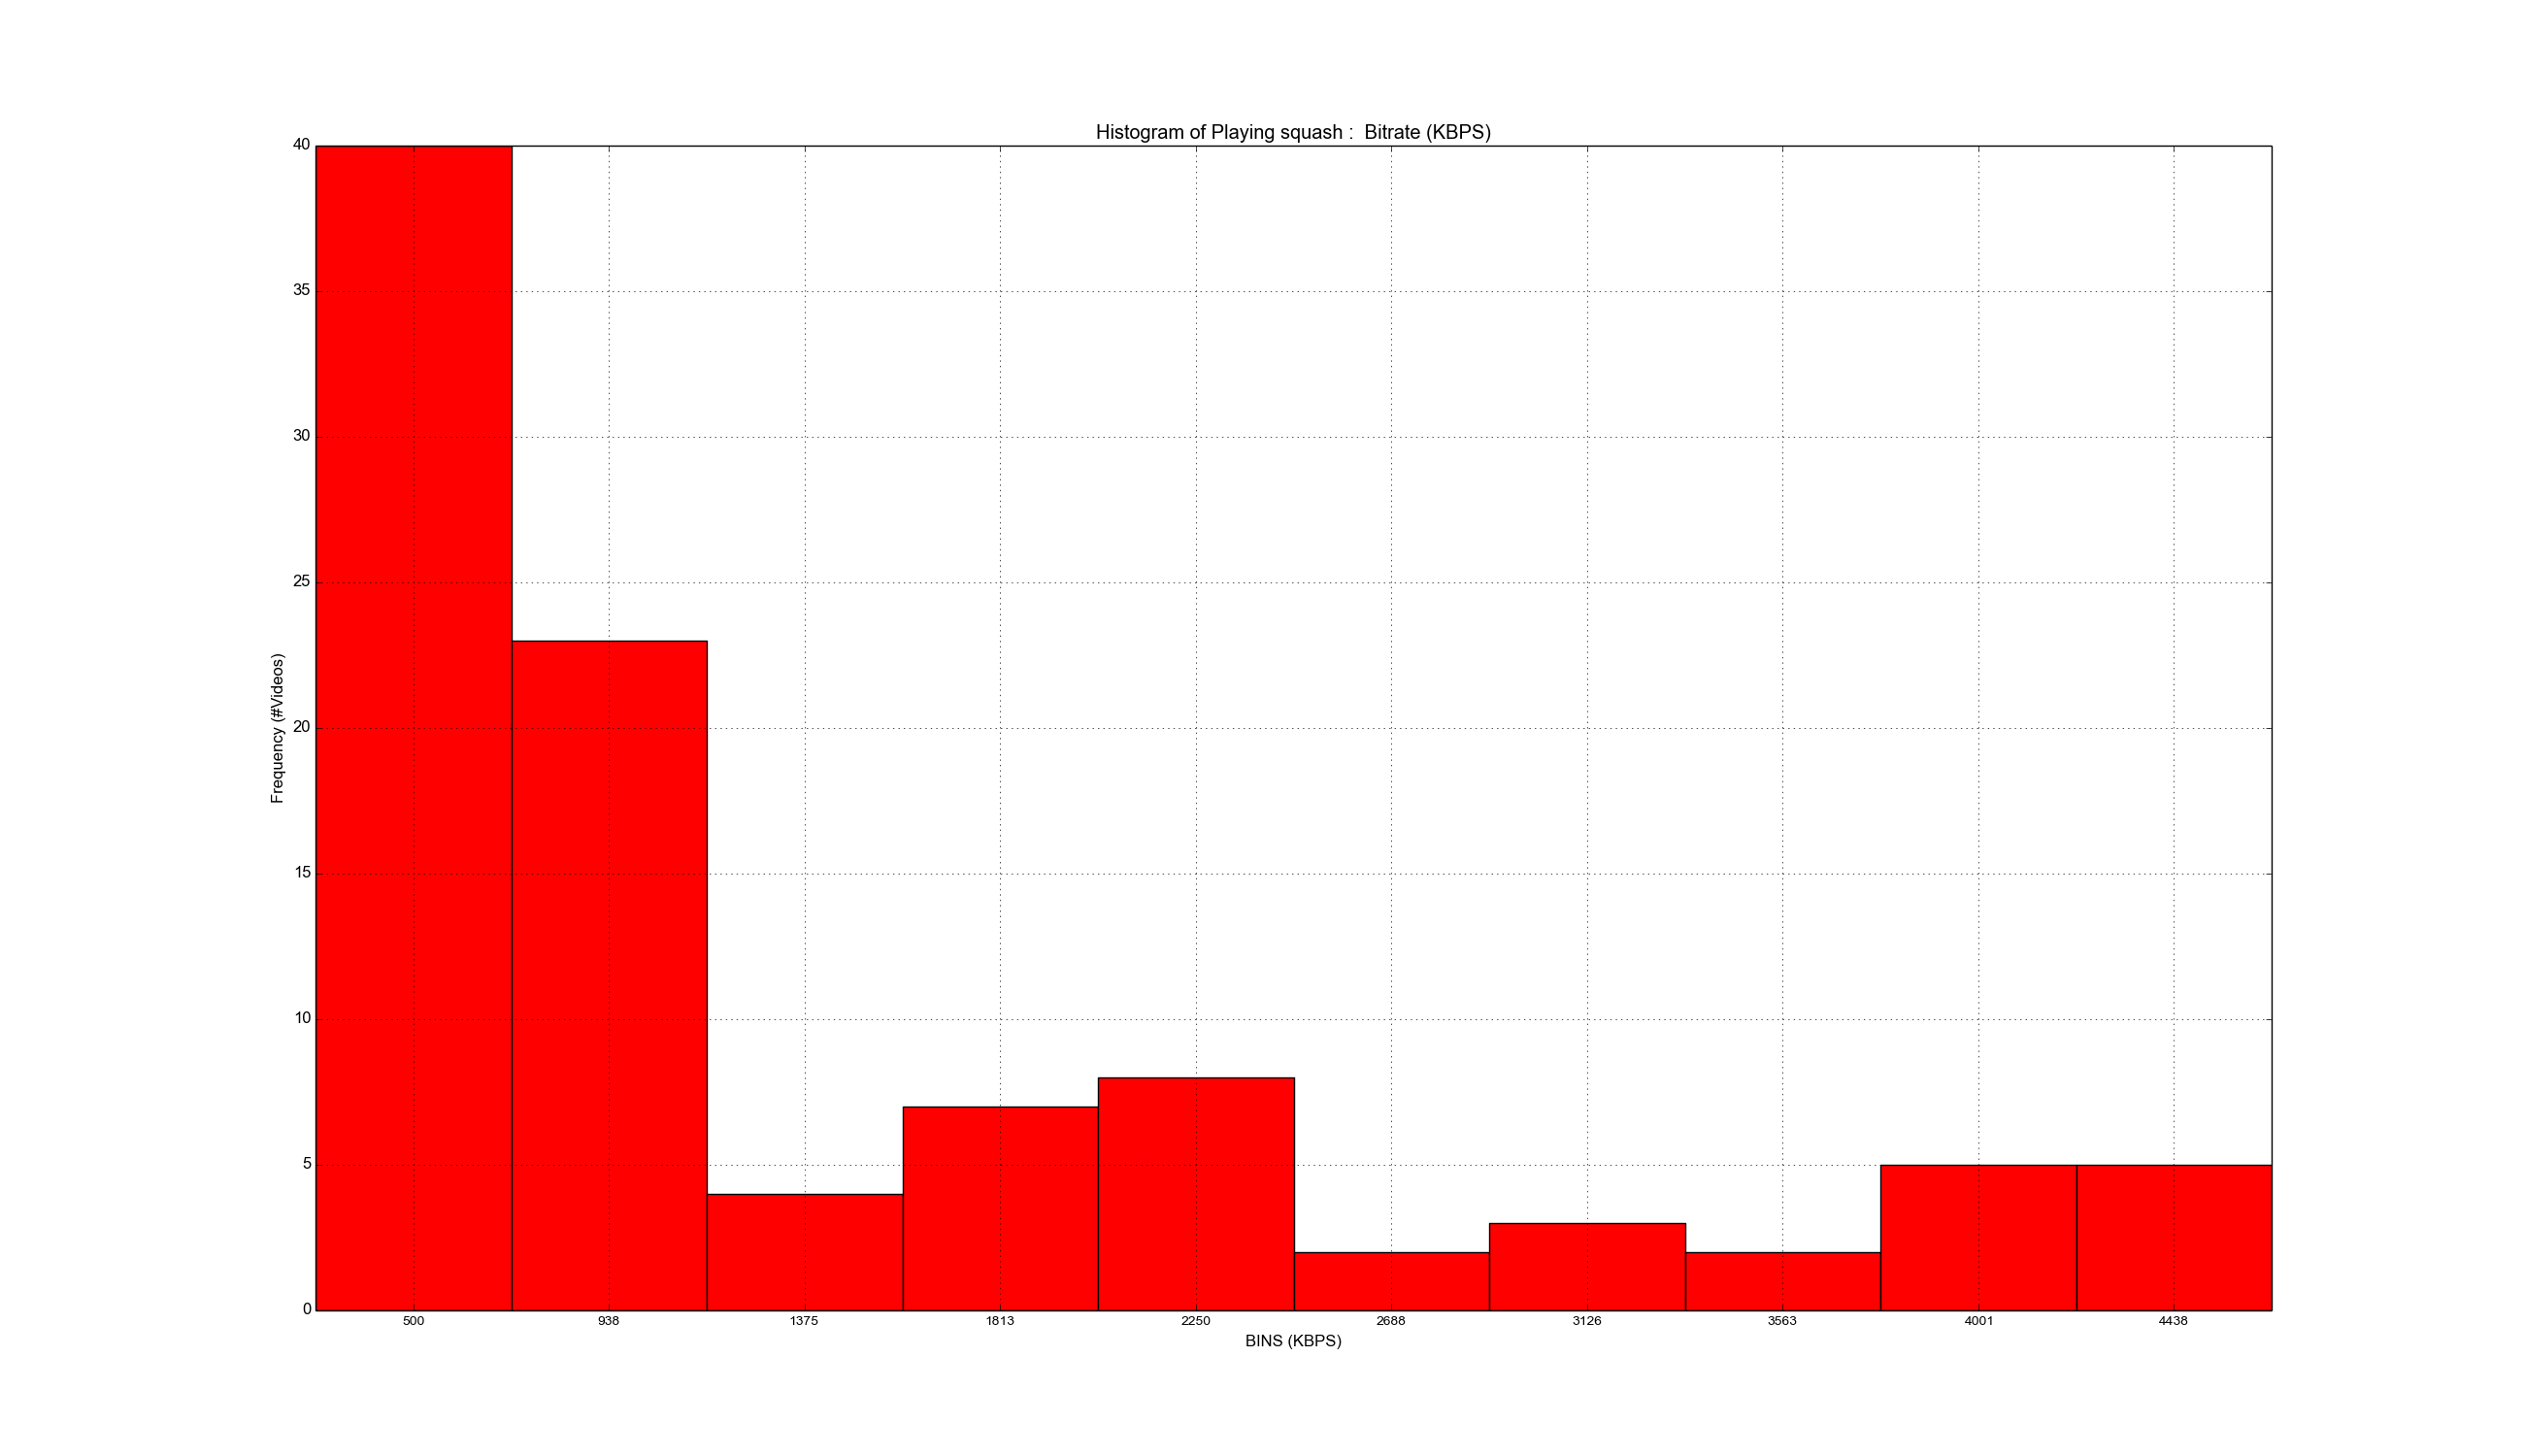 Histogram of Playing squash :  Bitrate (KBPS)
40
35
30
25
20
15
10
5
0
Frequency (#Videos)
500 938 1375 1813 2250 2688 3126 3563 4001 4438
BINS (KBPS)